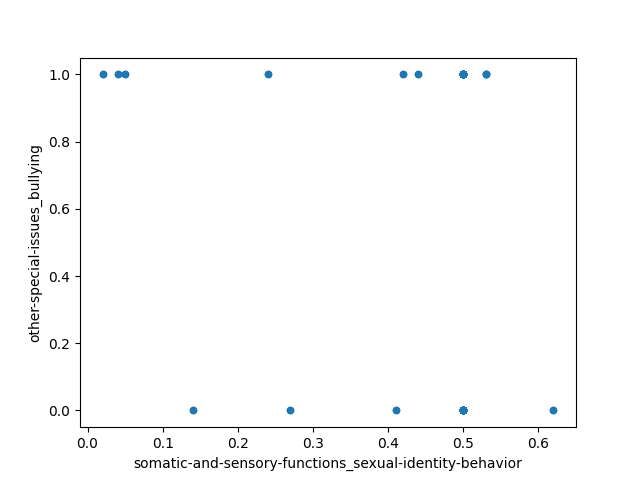 1.0
0.8
0.6
0.4
0.2
0.0
other-special-issues_bullying
0.0 0.1 0.2 0.3 0.4 0.5 0.6
somatic-and-sensory-functions_sexual-identity-behavior